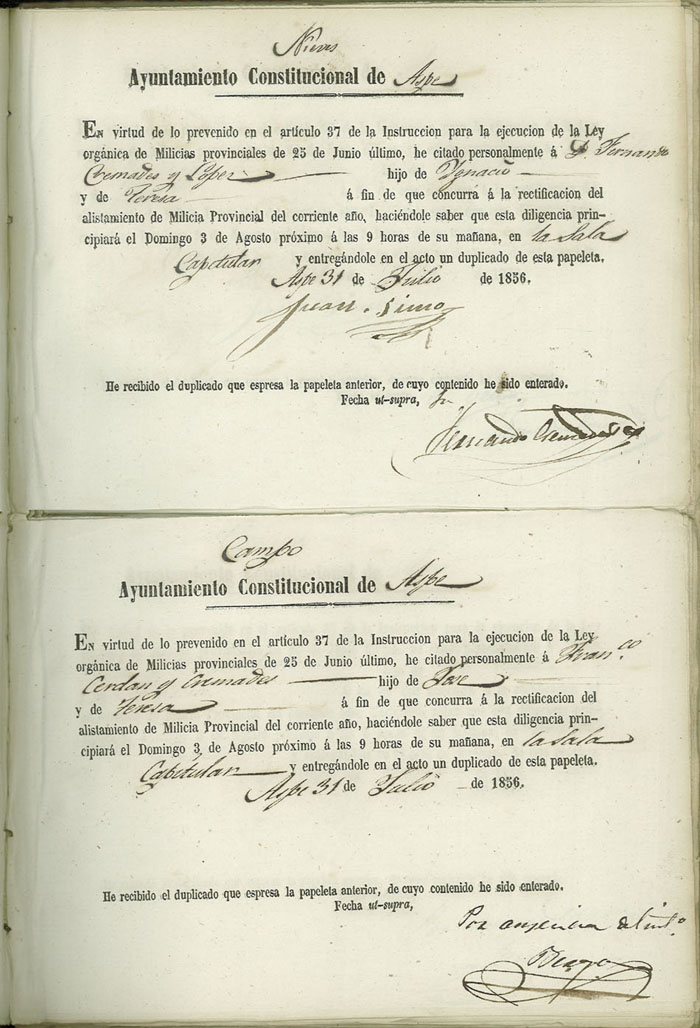 Nieves
Ayuntamiento Constitucional de Aspe
EN virtud de lo prevenido en el artículo 37 de la Instruccion para la ejecucion de la Ley
orgánica de Milicias provinciales de 25 de Junio último, he citado personalmente á D. Fernando
Cremades y Lopez hijo de Ygnacio
y de Teresa á fin de que concurrá á la rectificacion del
alistamiento de Milicia Provincial del corriente año, haciéndole saber que esta diligencia prin-
cipiará el Domingo 3 de Agosto próximo á las 9 horas de su mañana, en la Sala
Capitular y entregándole en el acto un duplicado de esta papeleta.
Aspe 31 de Julio de 1856.
Juan Simo
He recibido el duplicado que espresa la papeleta anterior, de cuyo contenido he sido enterado.
Fecha ut-supra,
Fernando Cremades
Campo
Ayuntamiento Constitucional de Aspe
EN virtud de lo prevenido en el artículo 37 de la Instruccion para la ejecucion de la Ley
orgánica de Milicias provinciales de 25 de Junio último, he citado personalmente á Fran.co
Cerdan y Cremades hijo de Jose
y de Teresa á fin de que concurra á la rectificacion del
alistamiento de Milicia Provincial del corriente año, haciéndole saber que esta diligencia prin-
cipiará el Domingo 3 de Agosto próximo á las 9 horas de su mañana, en la Sala
Capitular y entregándole en el acto un duplicado de esta papeleta.
Aspe 31 de Julio de 1856.
He recibido el duplicado que espresa la papeleta anterior, de cuyo contenido he sido enterado.
Fecha ut-supra,
Por ausencia del